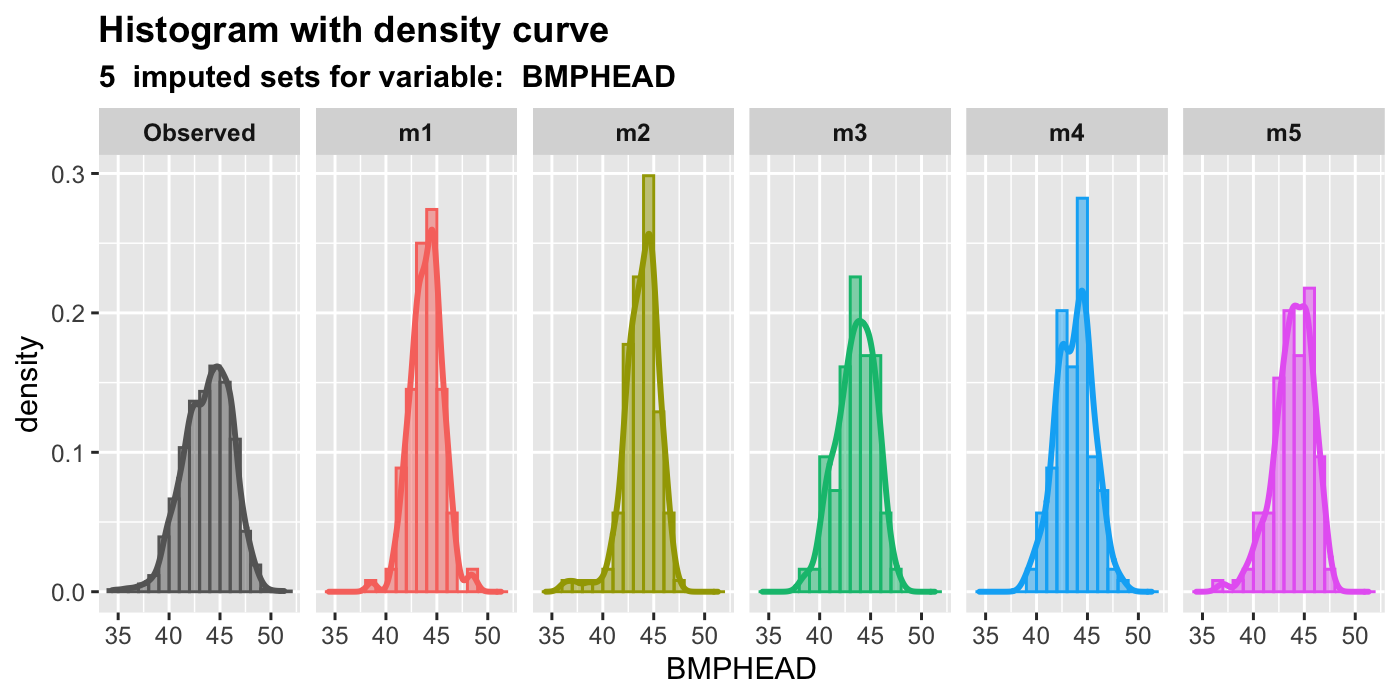 Histogram with density curve
5  imputed sets for variable:  BMPHEAD
Observed m1 m2 m3 m4 m5
0.3
0.2
0.1
0.0
density
35 40 45 50 35 40 45 50 35 40 45 50 35 40 45 50 35 40 45 50 35 40 45 50
BMPHEAD